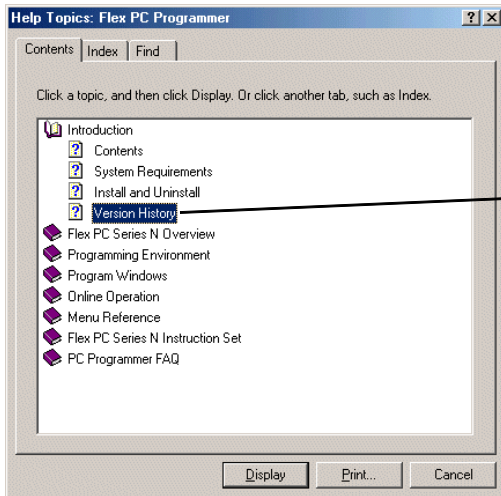 Help Topics: Flex PC Programmer
Contents Index Find
Click a topic, and then click Display. Or click another tab, such as Index.
Introduction
Contents
System Requirements
Install and Uninstall
Version History
Flex PC Series N Overview
Programming Environment
Program Windows
Online Operation
Menu Reference
Flex PC Series N Instruction Set
PC Programmer FAQ
Display Print... Cancel